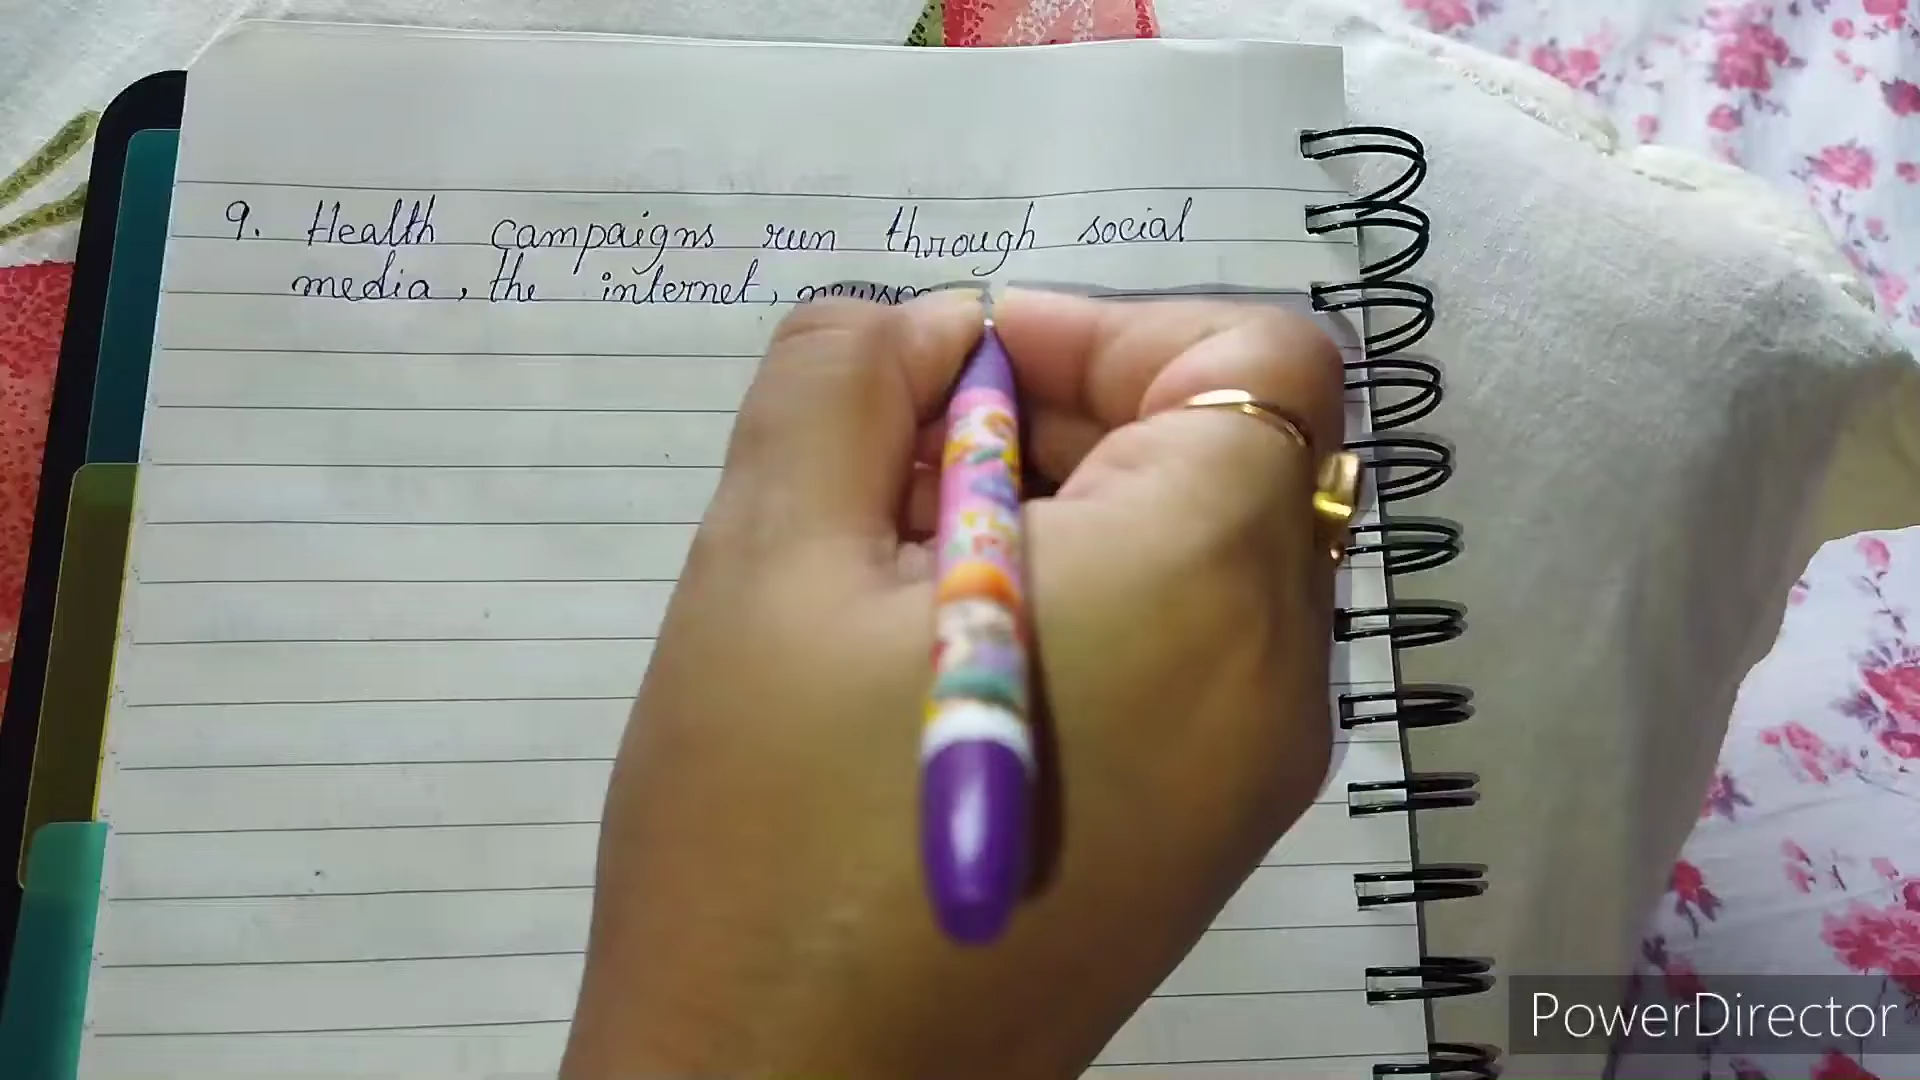 9. Health campaigns run through social
media, the internet,
PowerDirector